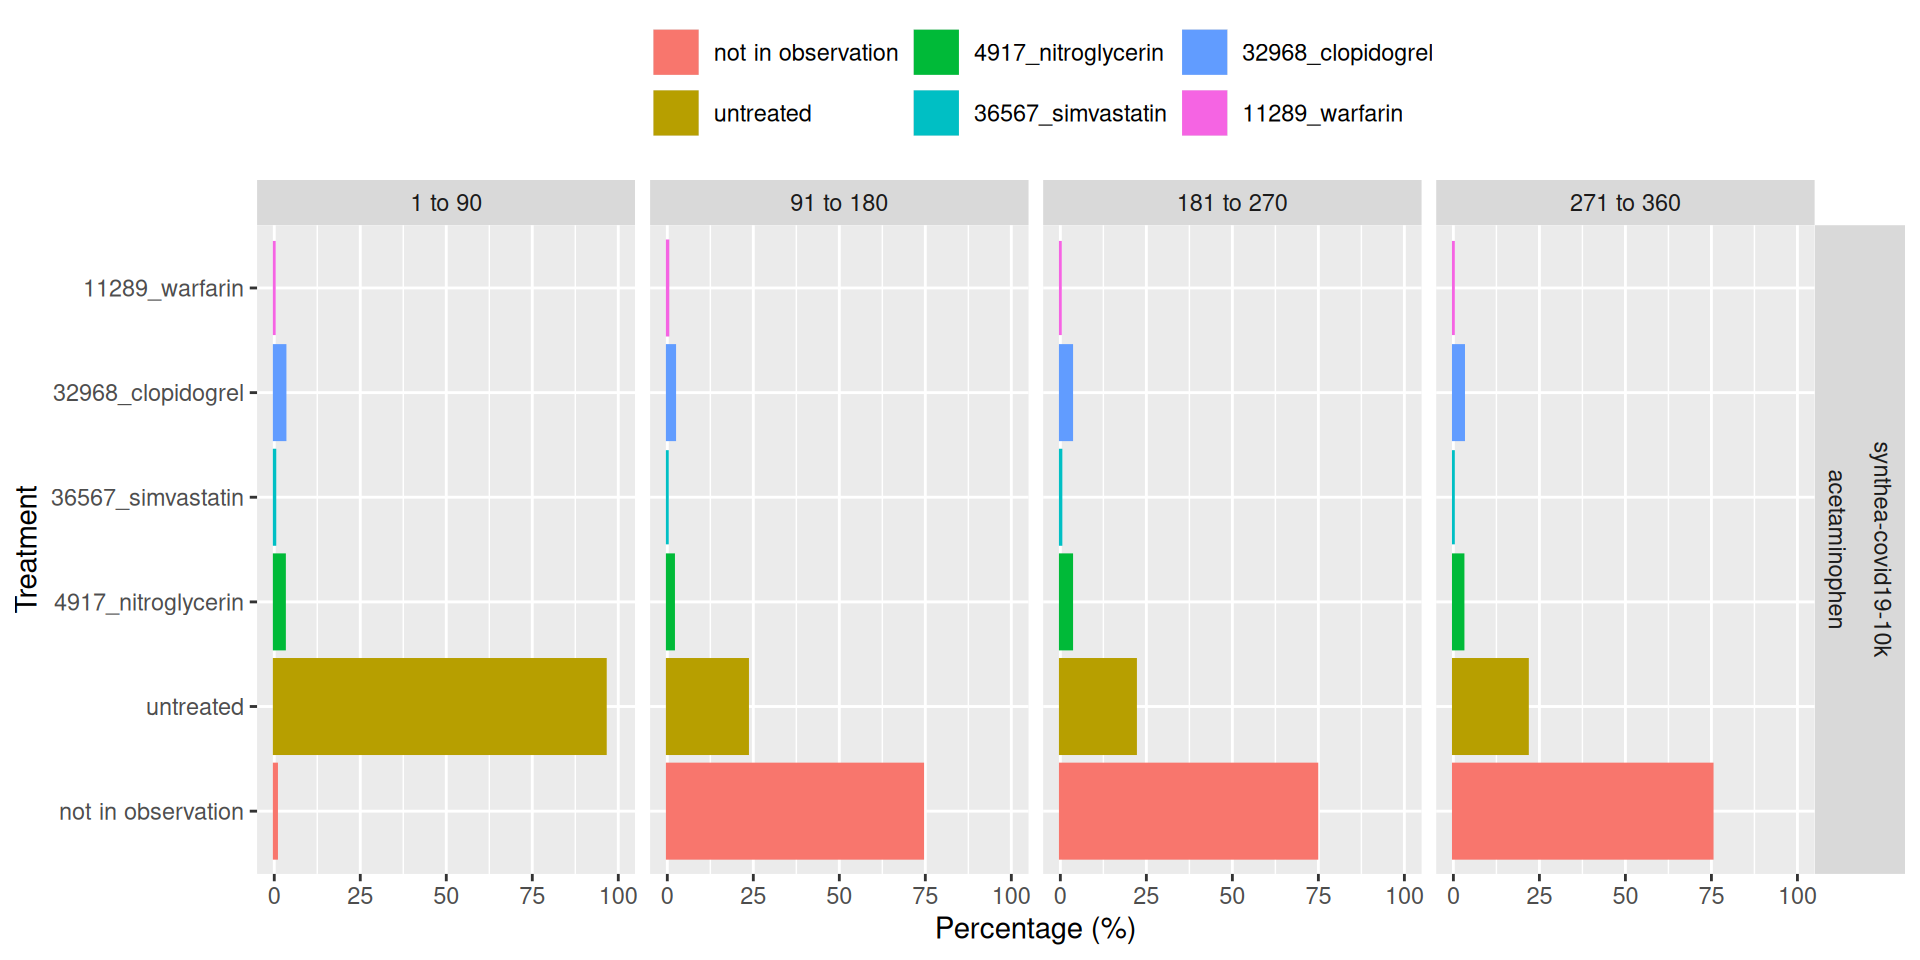 not in observation
4917_nitroglycerin
32968_clopidogrel
untreated
36567_simvastatin
11289_warfarin
1 to 90
91 to 180
181 to 270
271 to 360
Treatment
11289_warfarin
32968_clopidogrel
36567_simvastatin
4917_nitroglycerin
untreated
not in observation
synthea-covid19-10k
acetaminophen
0 25 50 75 100
0 25 50 75 100
0 25 50 75 100
0 25 50 75 100
Percentage (%)